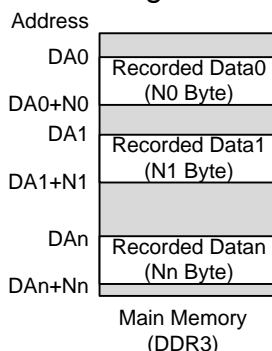 Address
DA0
Recorded Data0
(N0 Byte)
DA0+N0
DA1
Recorded Data1
(N1 Byte)
DA1+N1
DAn
Recorded Datan
(Nn Byte)
DAn+Nn
Main Memory
(DDR3)